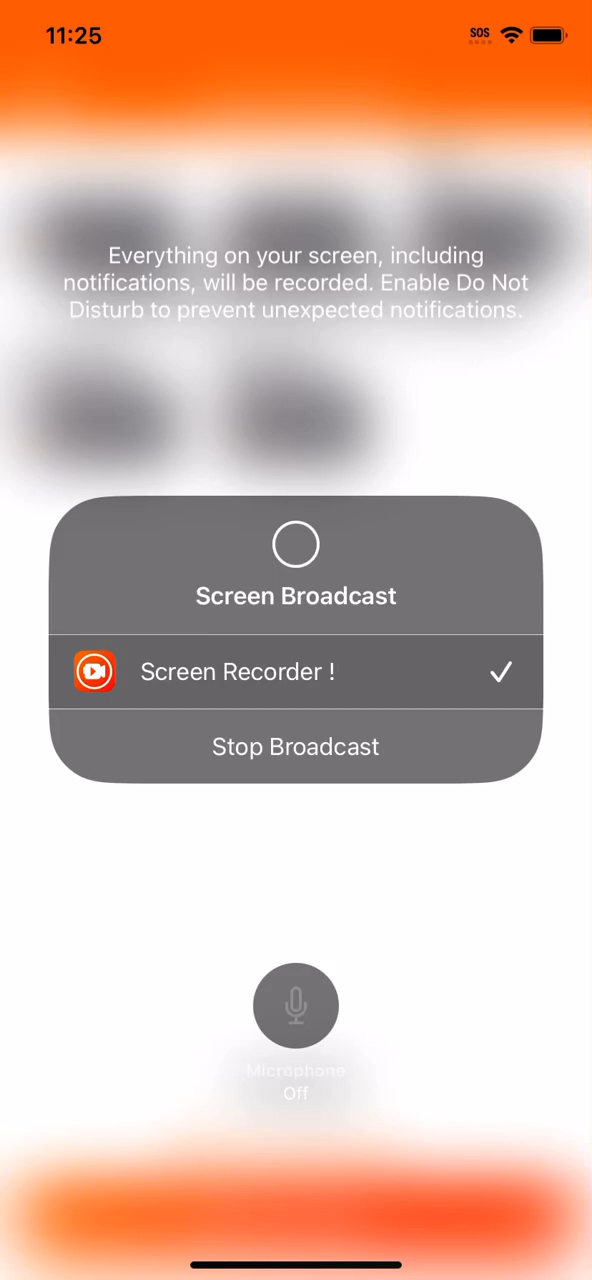 11:25
SOS
Everything on your screen, including
notifications, will be recorded. Enable Do Not
Disturb to prevent unexpected notifications.
Screen Broadcast
Screen Recorder !
Stop Broadcast
Microphone
Off